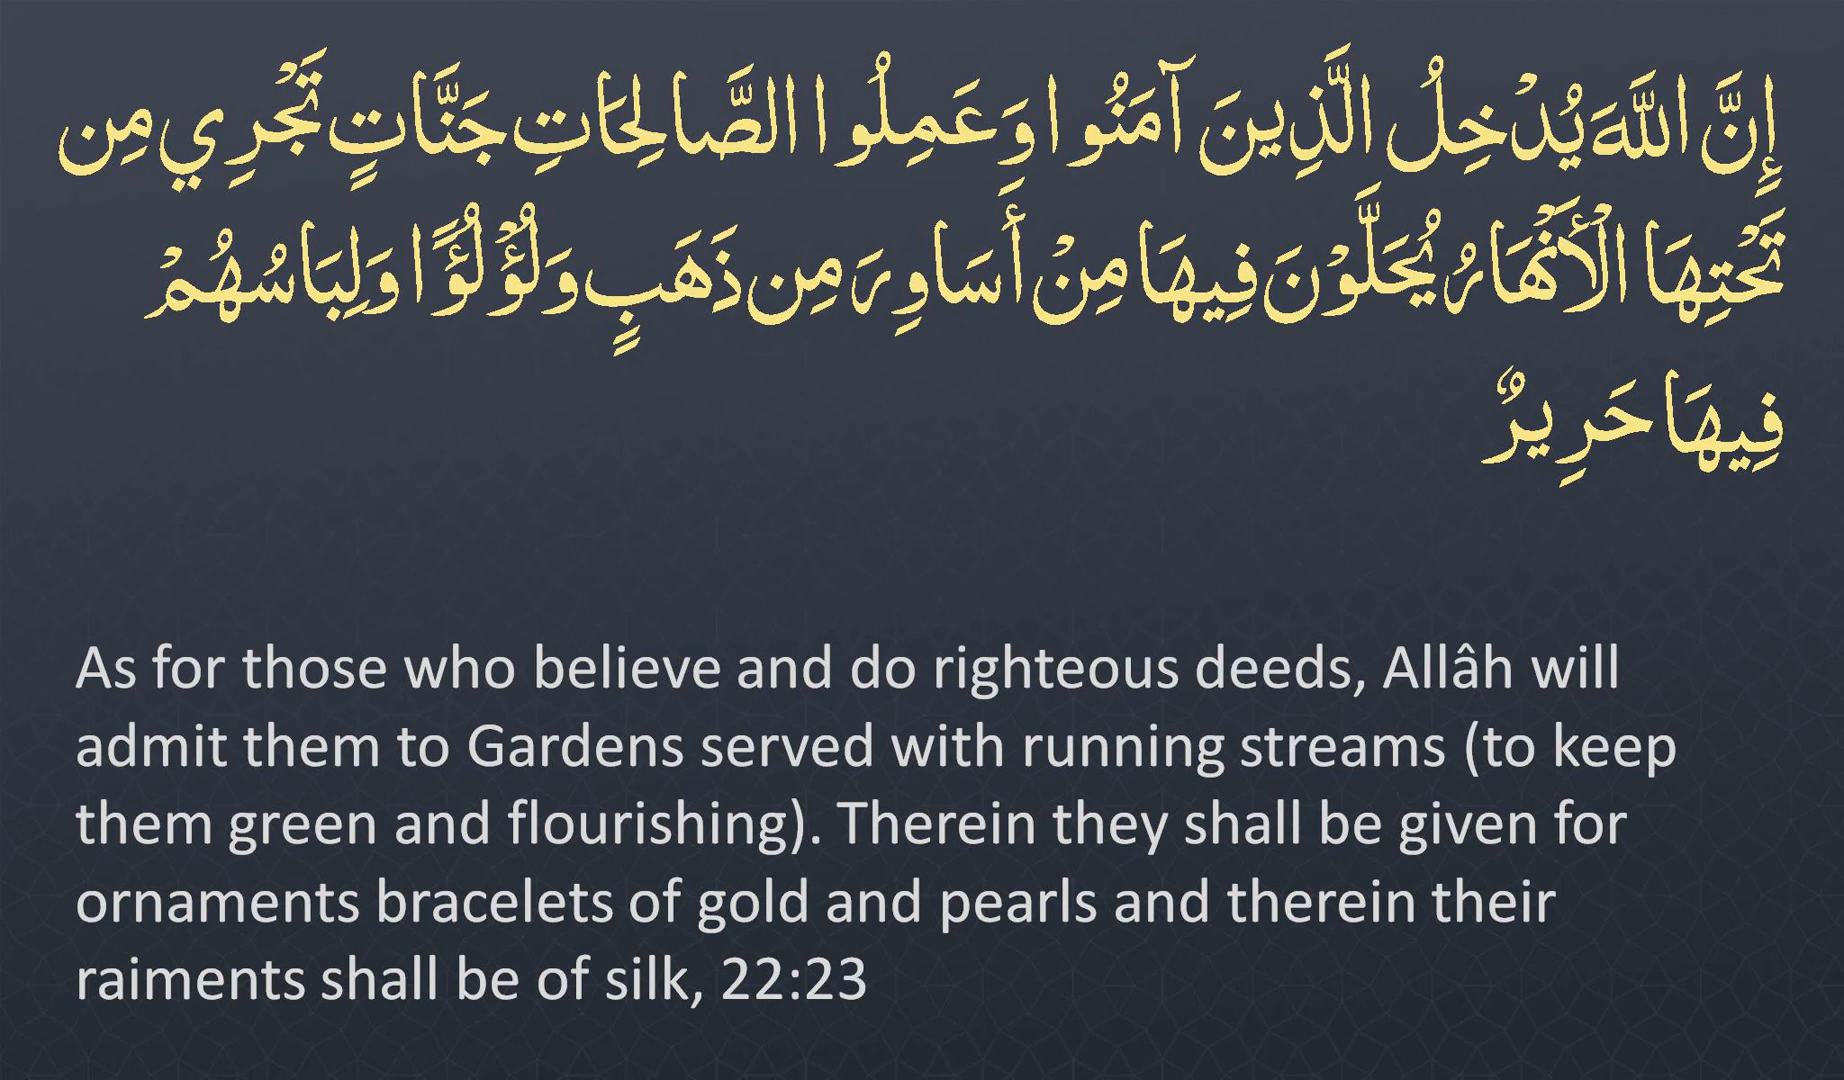 إِنَّ اللَّهَ يُدْخِلُ الَّذِينَ آمَنُوا وَعَمِلُوا الصَّالِحَاتِ جَنَّاتٍ تَجْرِي مِن
تَحْتِهَا الْأَنْهَارُ يُحَلَّوْنَ فِيهَا مِنْ أَسَاوِرَ مِن ذَهَبٍ وَلُؤْلُؤًا وَلِبَاسُهُمْ
فِيهَا حَرِيرٌ
As for those who believe and do righteous deeds, Allâh will
admit them to Gardens served with running streams (to keep
them green and flourishing). Therein they shall be given for
ornaments bracelets of gold and pearls and therein their
raiments shall be of silk, 22:23